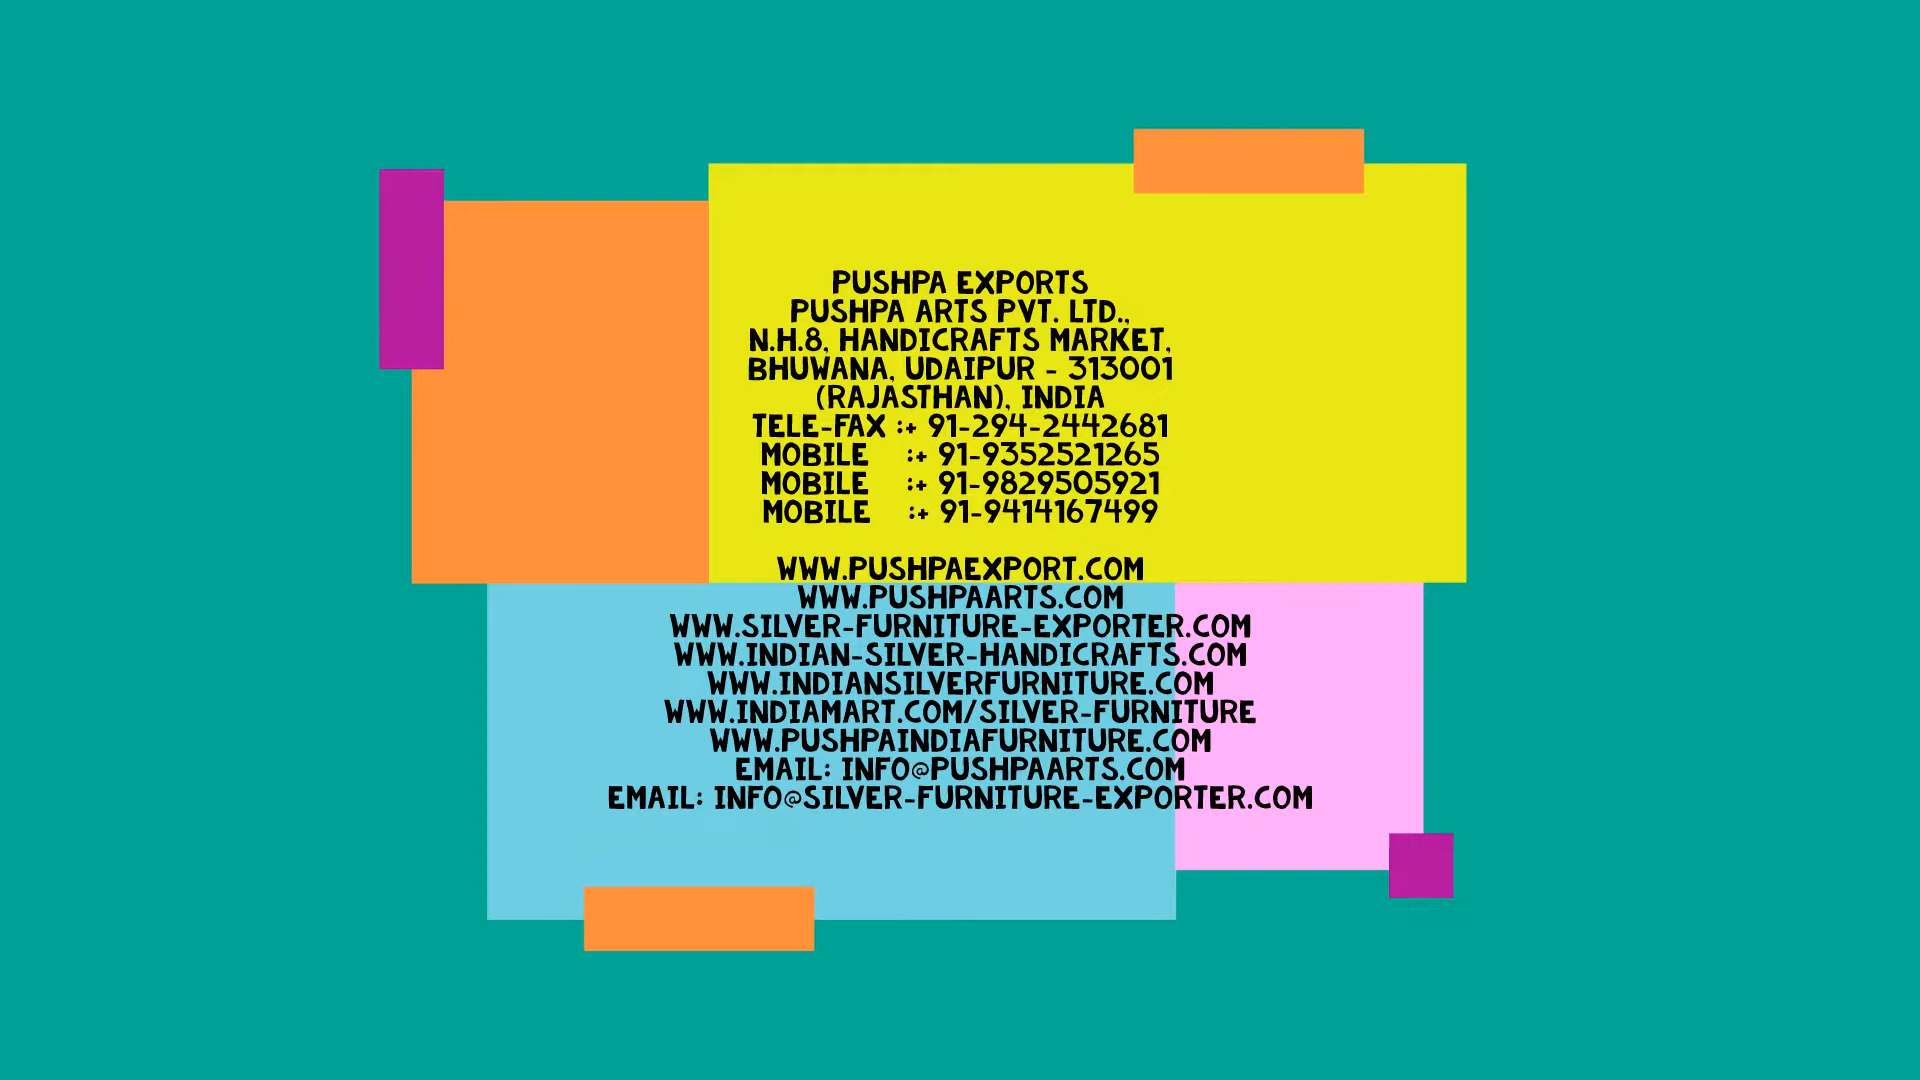 PUSHPA EXPORTS
PUSHPA ARTS PVT. LTD.,
N.H.8, HANDICRAFTS MARKET,
BHUWANA, UDAIPUR - 313001
(RAJASTHAN), INDIA
TELE-FAX :+ 91-294-2442681
MOBILE :+ 91-9352521265
MOBILE :+ 91-9829505921
MOBILE :+ 91-9414167499
WWW.PUSHPAEXPORT.COM
WWW.PUSHPAARTS.COM
WWW.SILVER-FURNITURE-EXPORTER.COM
WWW.INDIAN-SILVER-HANDICRAFTS.COM
WWW.INDIANSILVERFURNITURE.COM
WWW.INDIAMART.COM/SILVER-FURNITURE
WWW.PUSHPAINDIAFURNITURE.COM
EMAIL: INFO@PUSHPAARTS.COM
EMAIL: INFO@SILVER-FURNITURE-EXPORTER.COM